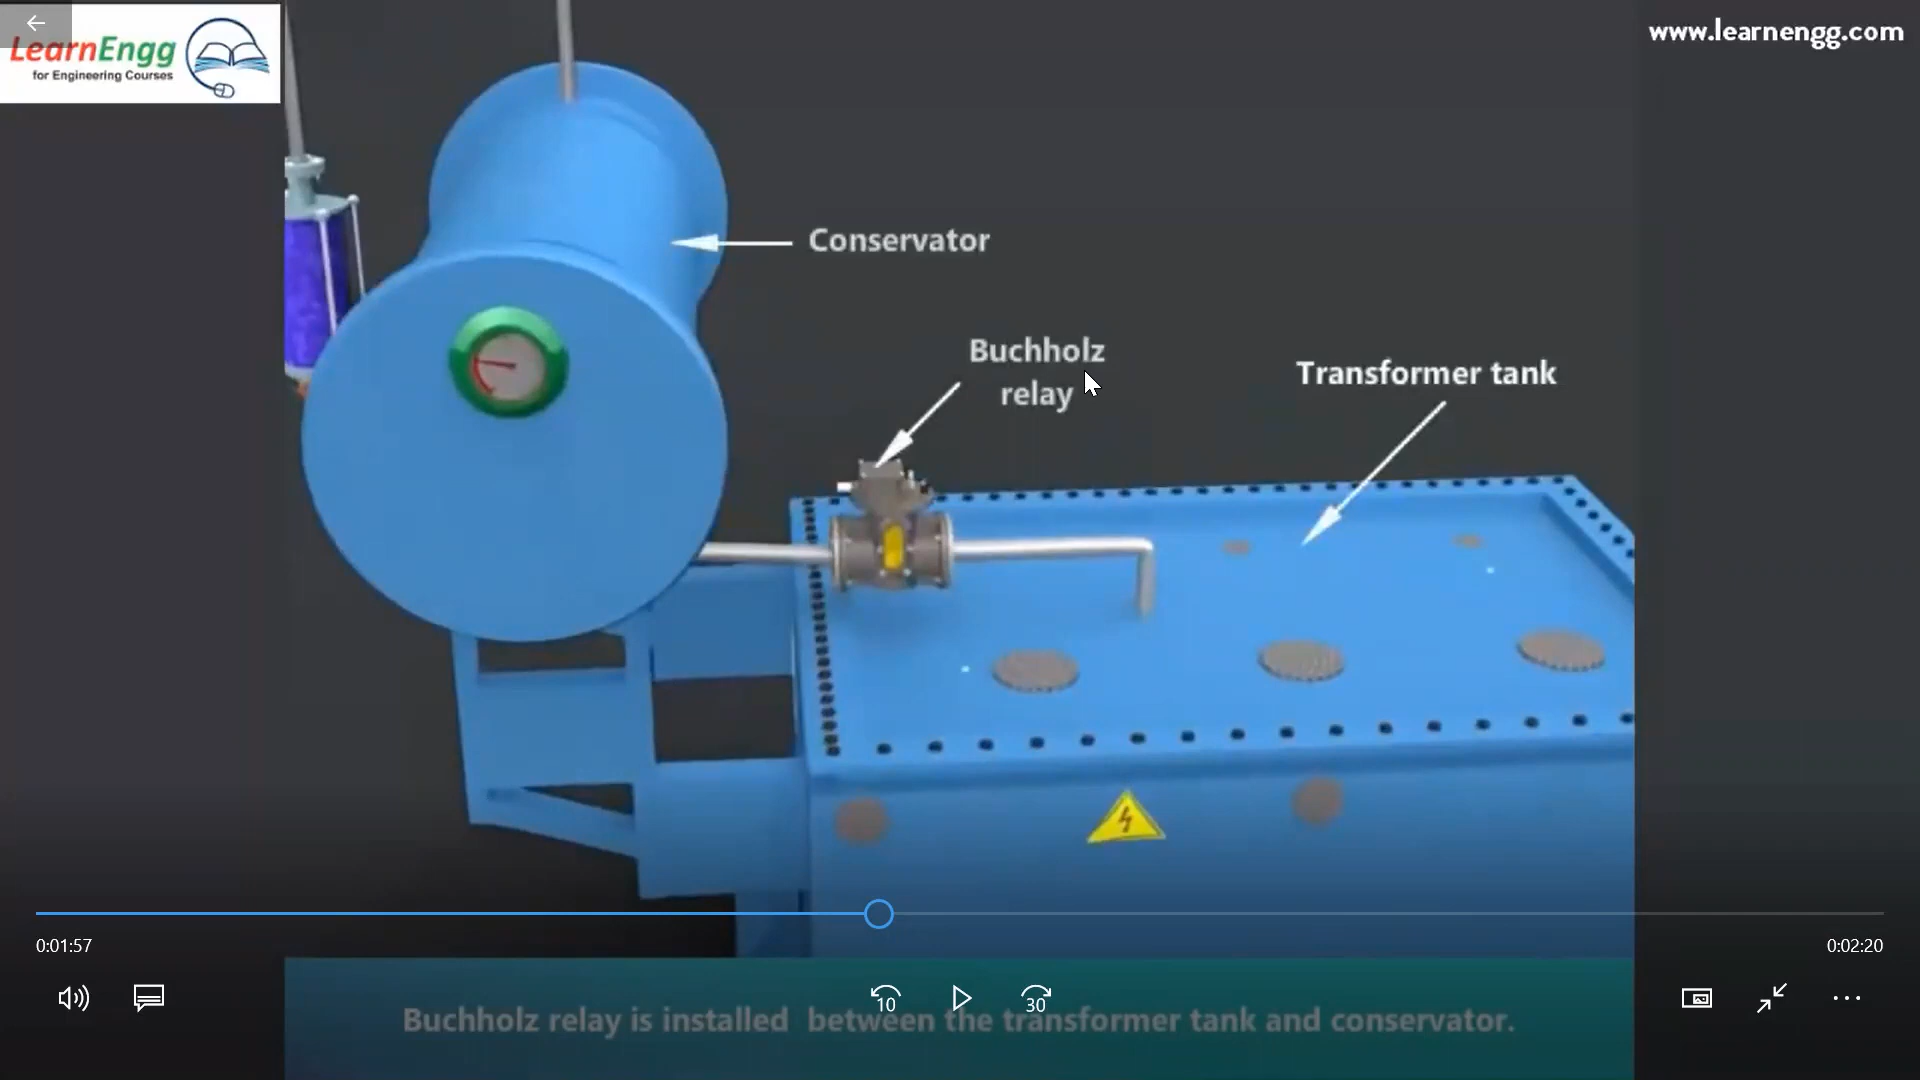 LearnEngg
for Engineering Courses
www.learnengg.com
Conservator
Buchholz
relay
Transformer tank
0:01:57
0:02:20
10
30
Buchholz relay is installed between the transformer tank and conservator.